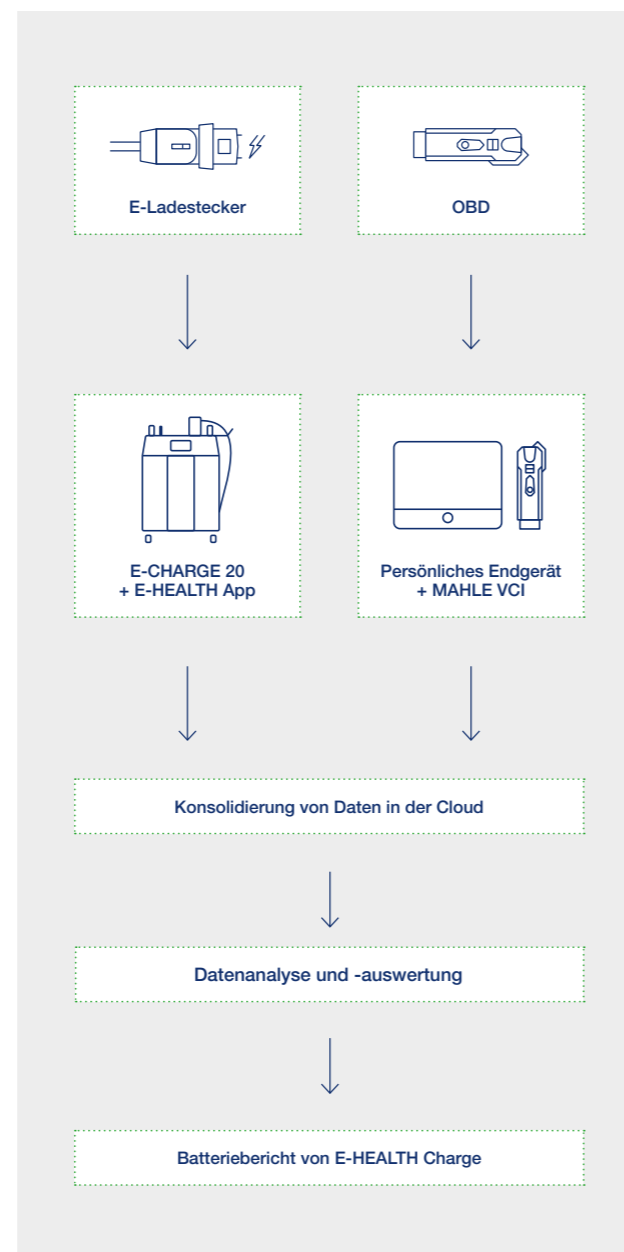 E-Ladestecker
OBD
E-CHARGE 20
+ E-HEALTH App
Persönliches Endgerät
+ MAHLE VCI
Konsolidierung von Daten in der Cloud
Datenanalyse und -auswertung
Batteriebericht von E-HEALTH Charge